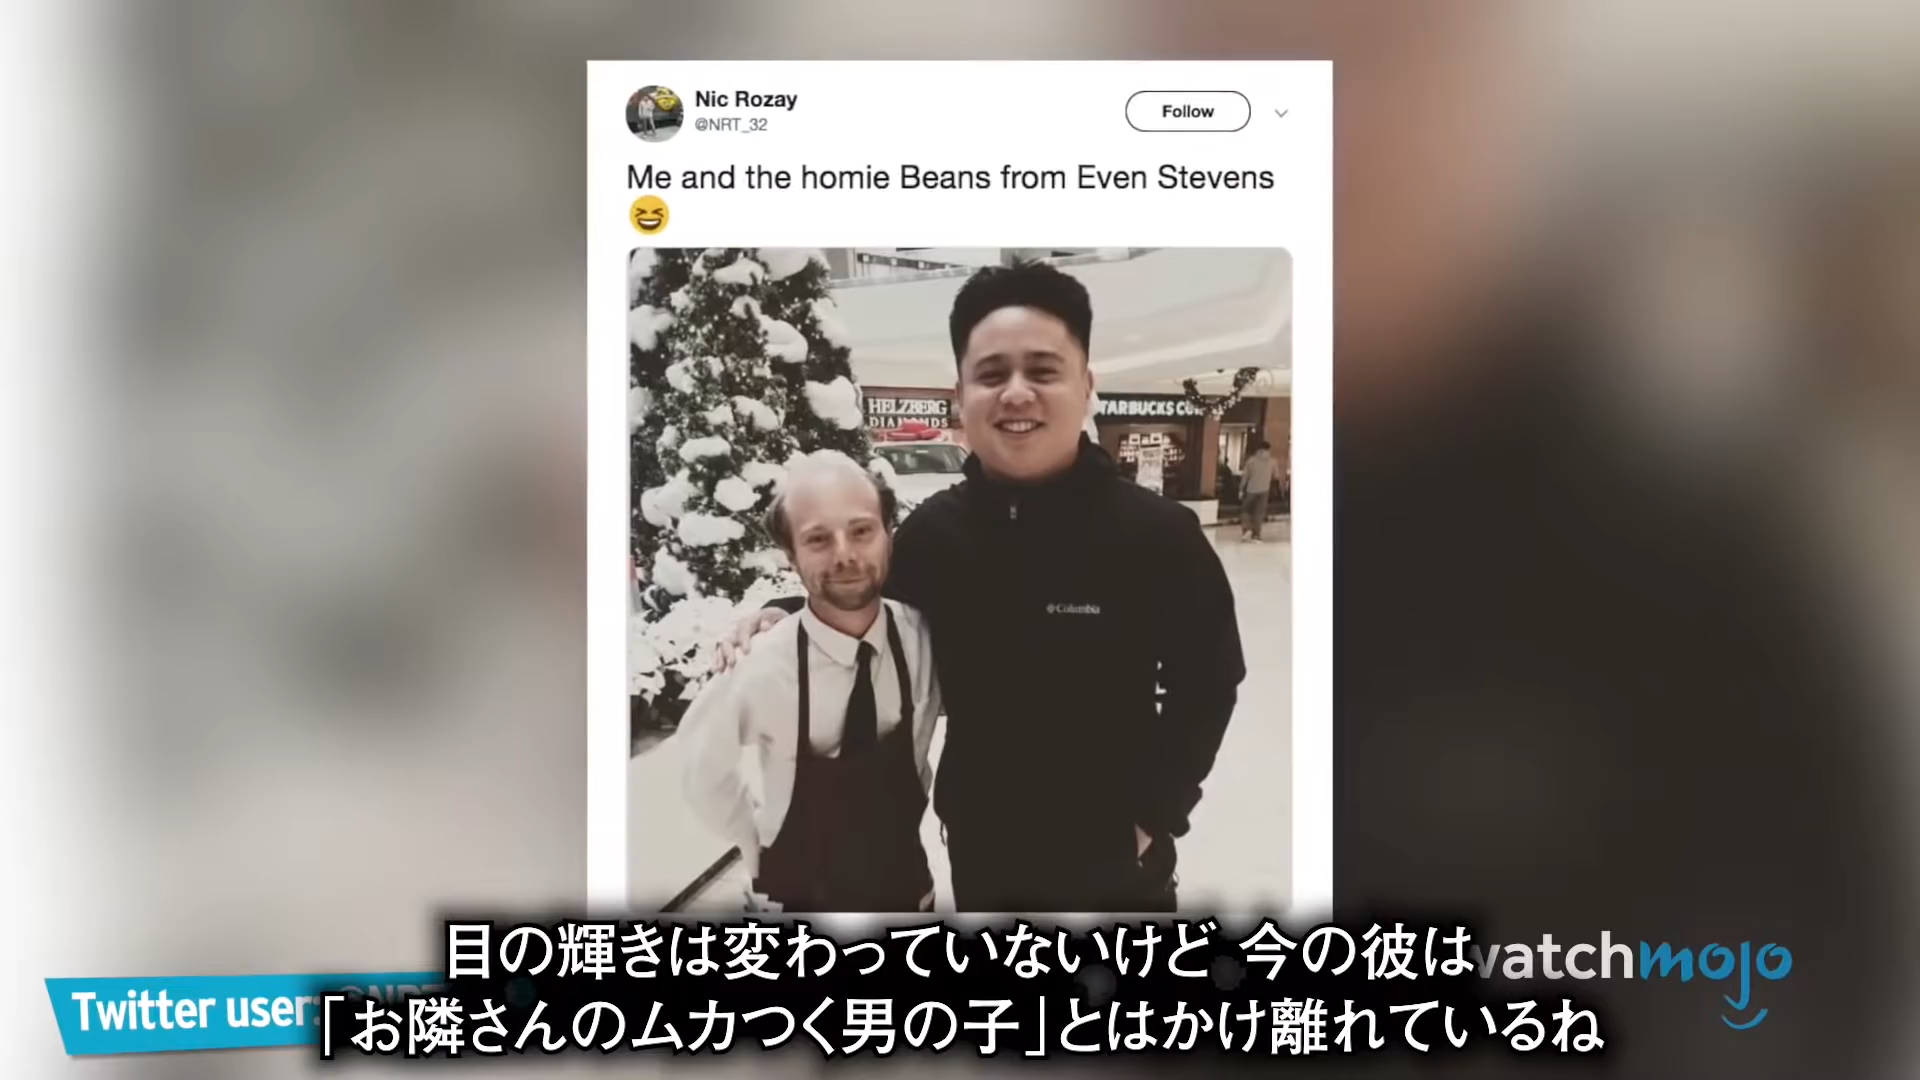 Nic Rozay
@NRT_32
Follow
Me and the homie Beans from Even Stevens
😆
HELZBERG
DIAMONDS
STARBUCKS
Columbia
watchmojo
Twitter user:
目の輝きは変わっていないけど 今の彼は
「お隣さんのムカつく男の子」とはかけ離れているね